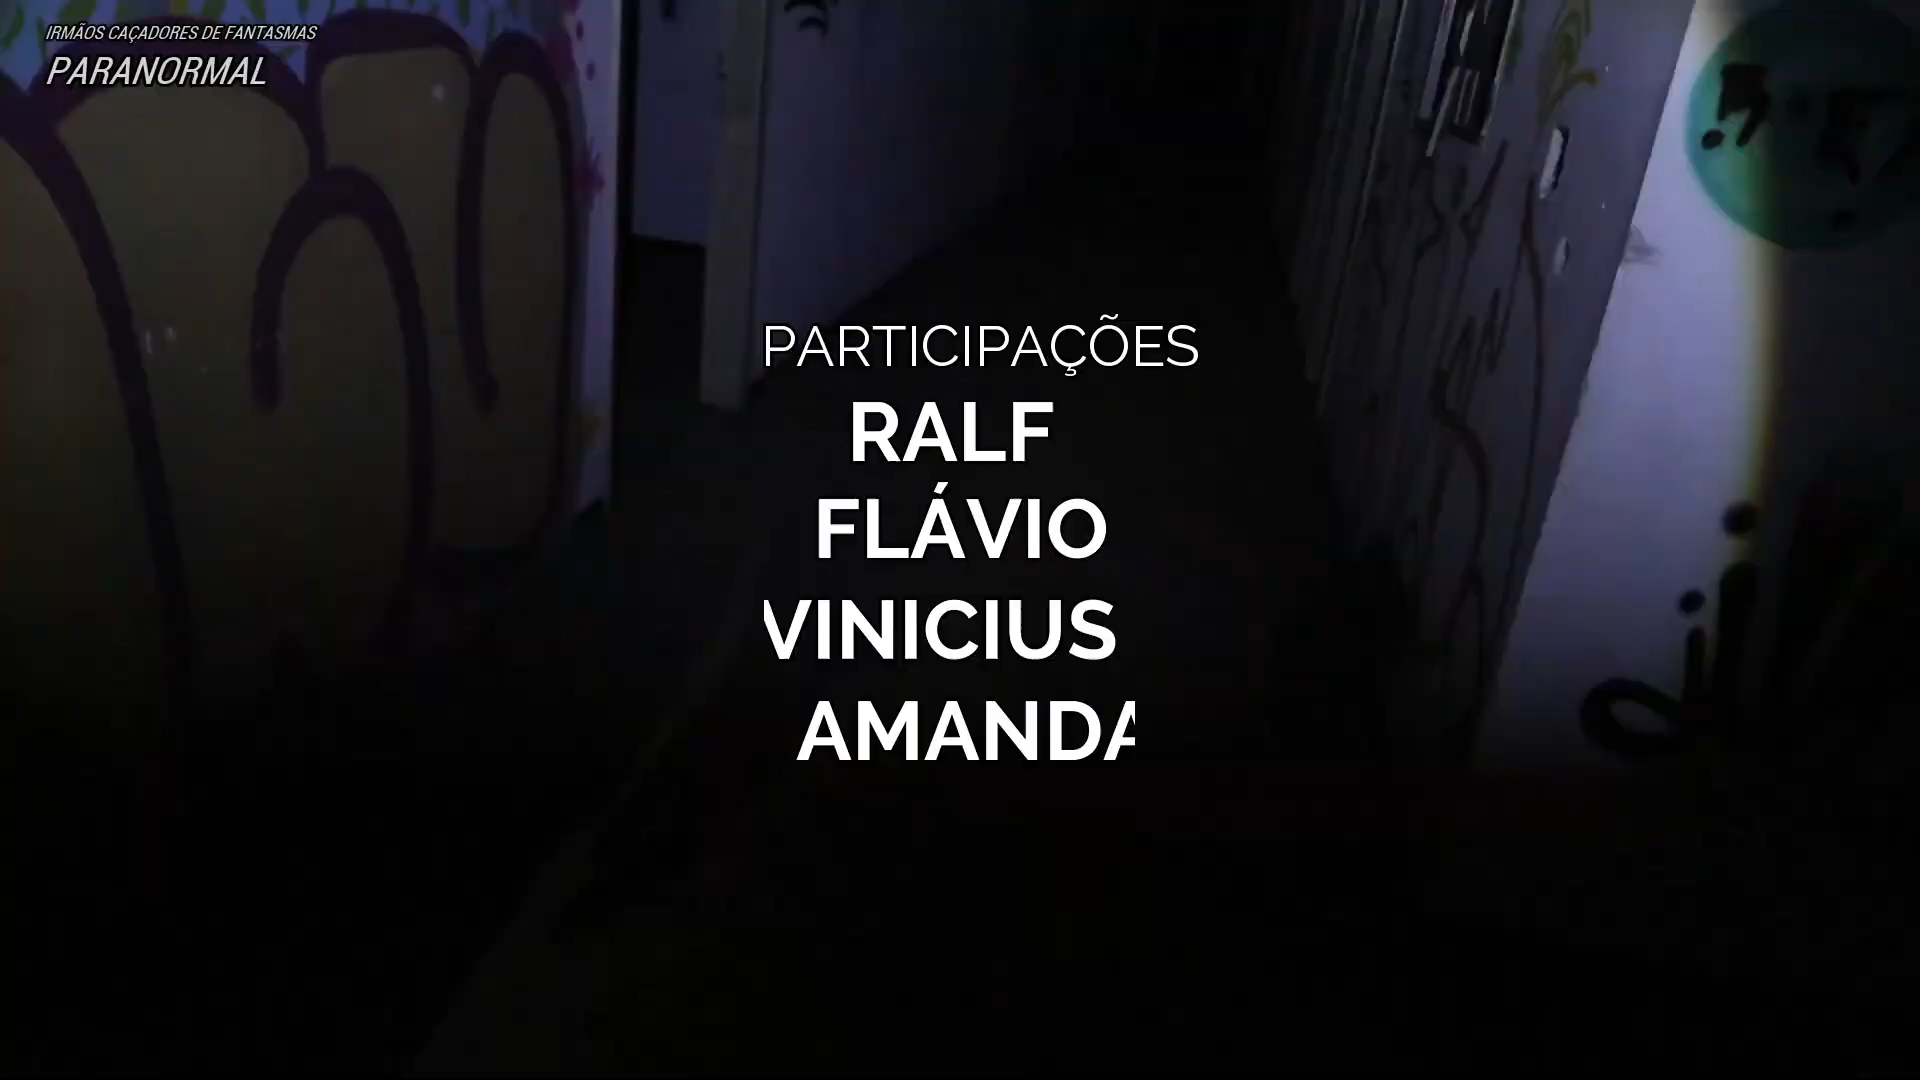 IRMÃOS CAÇADORES DE FANTASMAS
PARANORMAL
PARTICIPAÇÕES
RALF
FLÁVIO
VINICIUS
AMANDA